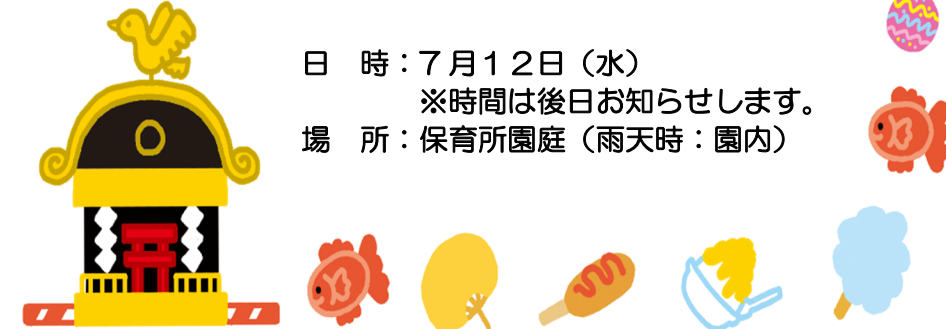 日　時：７月１２日（水）
※時間は後日お知らせします。
場　所：保育所園庭（雨天時：園内）